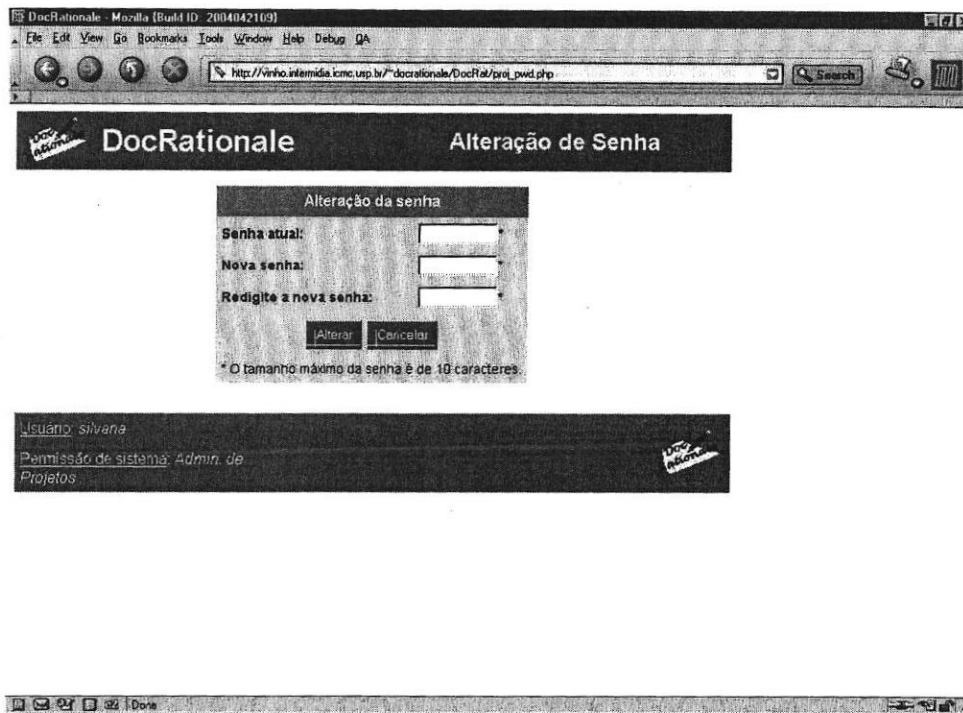 DocRationale - Mozilla {Build ID: 2004042109}
File Edit View Go Bookmarks Tools Window Help Debug QA
http://vinho.intermidia.icmc.usp.br/~docrationale/DocRat/proj_pwd.php Search
DocRationale Alteração de Senha
Alteração da senha
Senha atual: *
Nova senha: *
Redigite a nova senha: *
Alterar Cancelar
* O tamanho máximo da senha é de 10 caracteres.
Usuário: silvana
Permissão de sistema: Admin. de
Projetos
Done